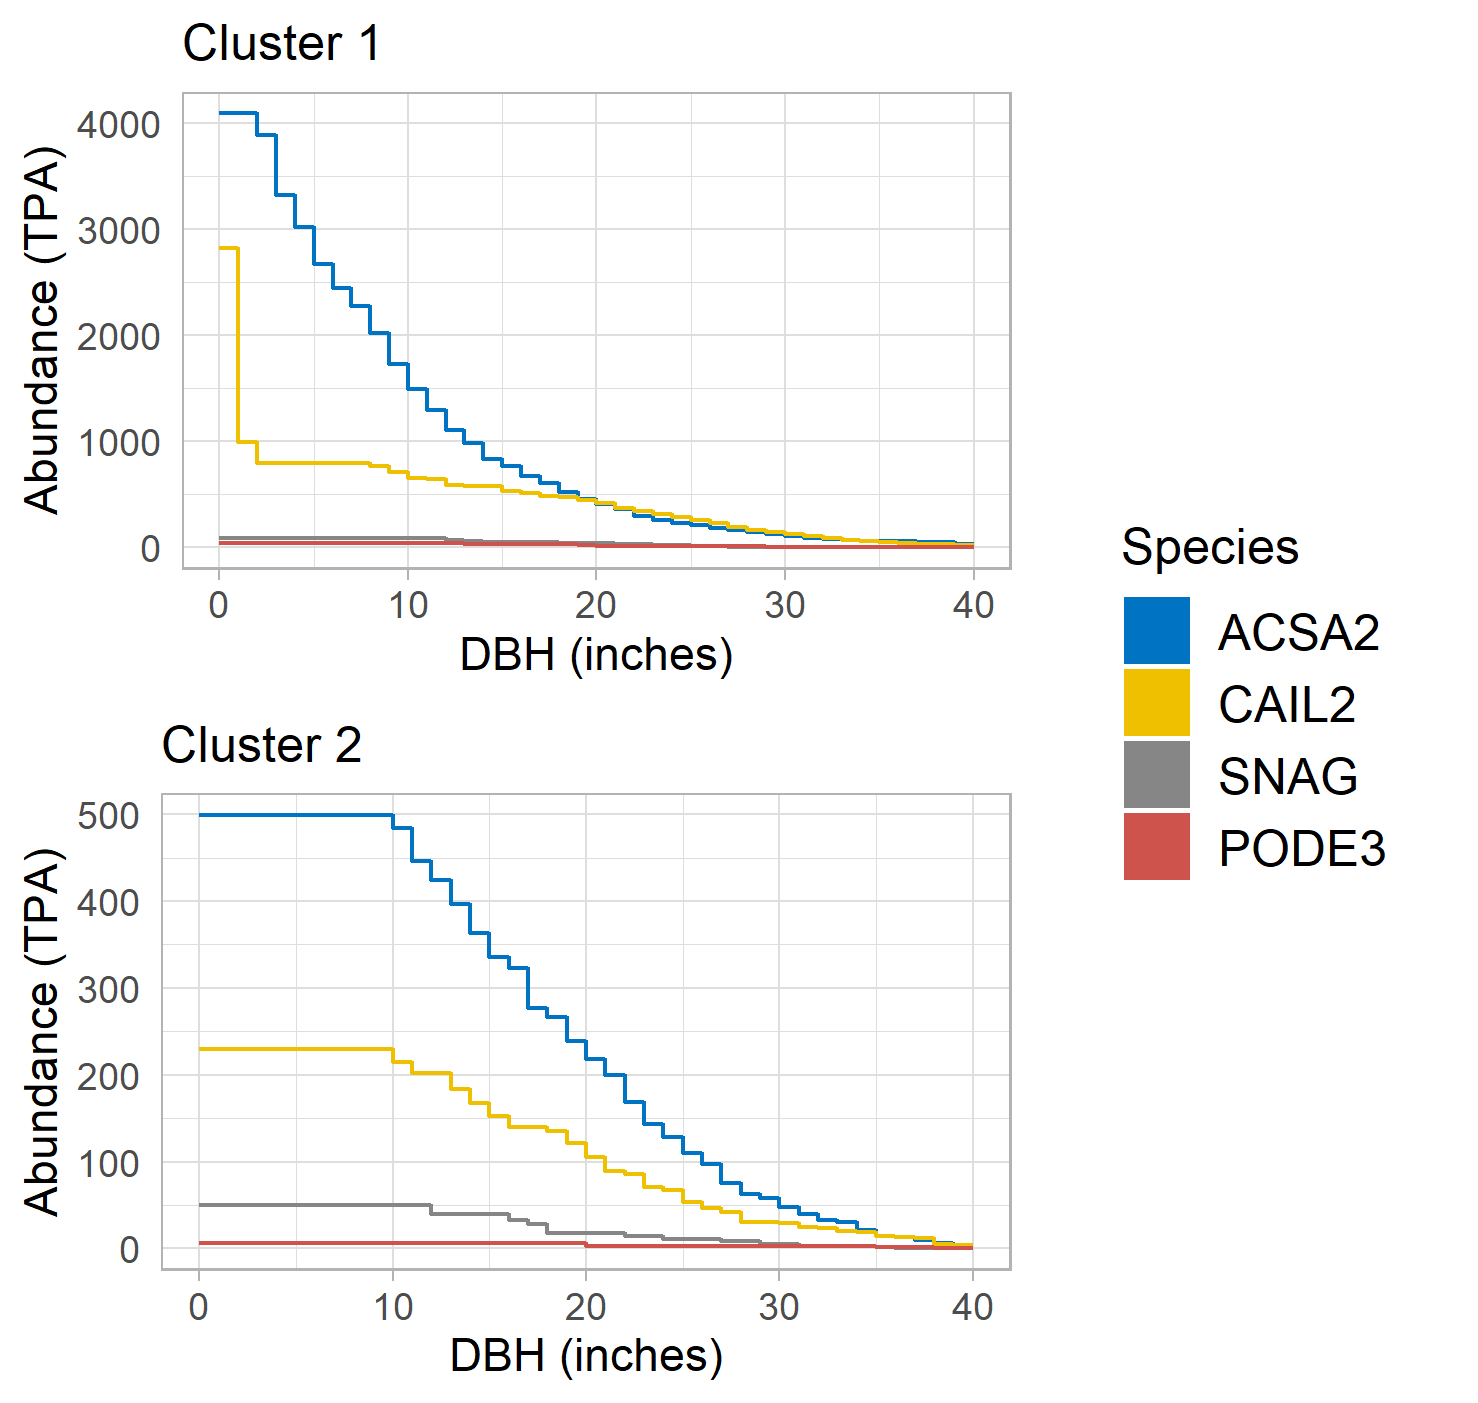 Cluster 1
4000
3000
2000
1000
0
Abundance (TPA)
0 10 20 30 40
DBH (inches)
Cluster 2
500
400
300
200
100
0
Abundance (TPA)
0 10 20 30 40
DBH (inches)
Species
ACSA2
CAIL2
SNAG
PODE3